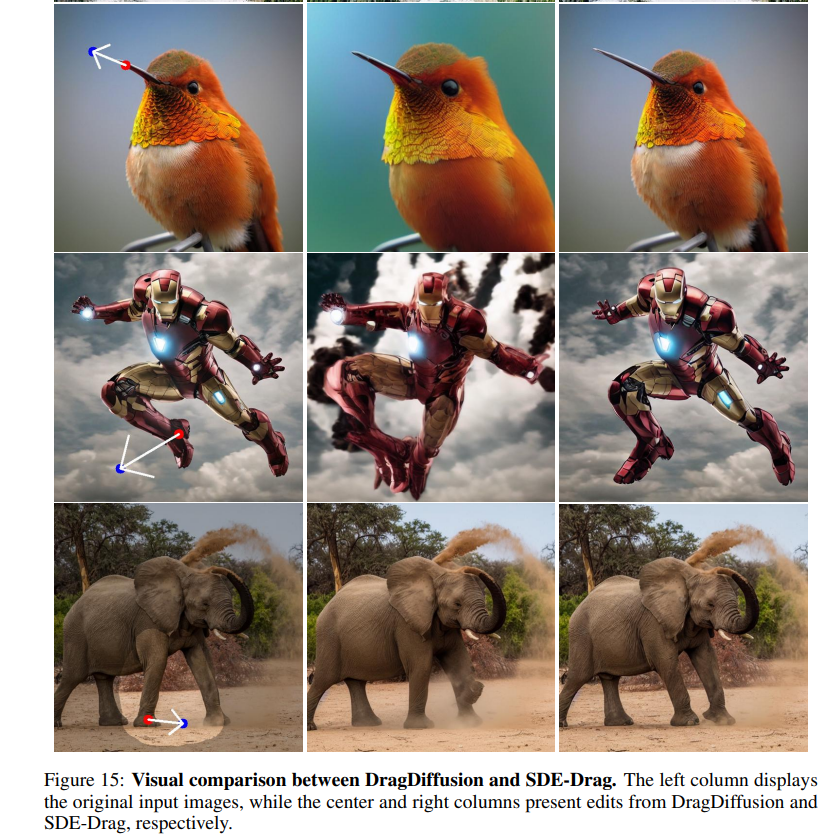 Figure 15: Visual comparison between DragDiffusion and SDE-Drag. The left column displays
the original input images, while the center and right columns present edits from DragDiffusion and
SDE-Drag, respectively.